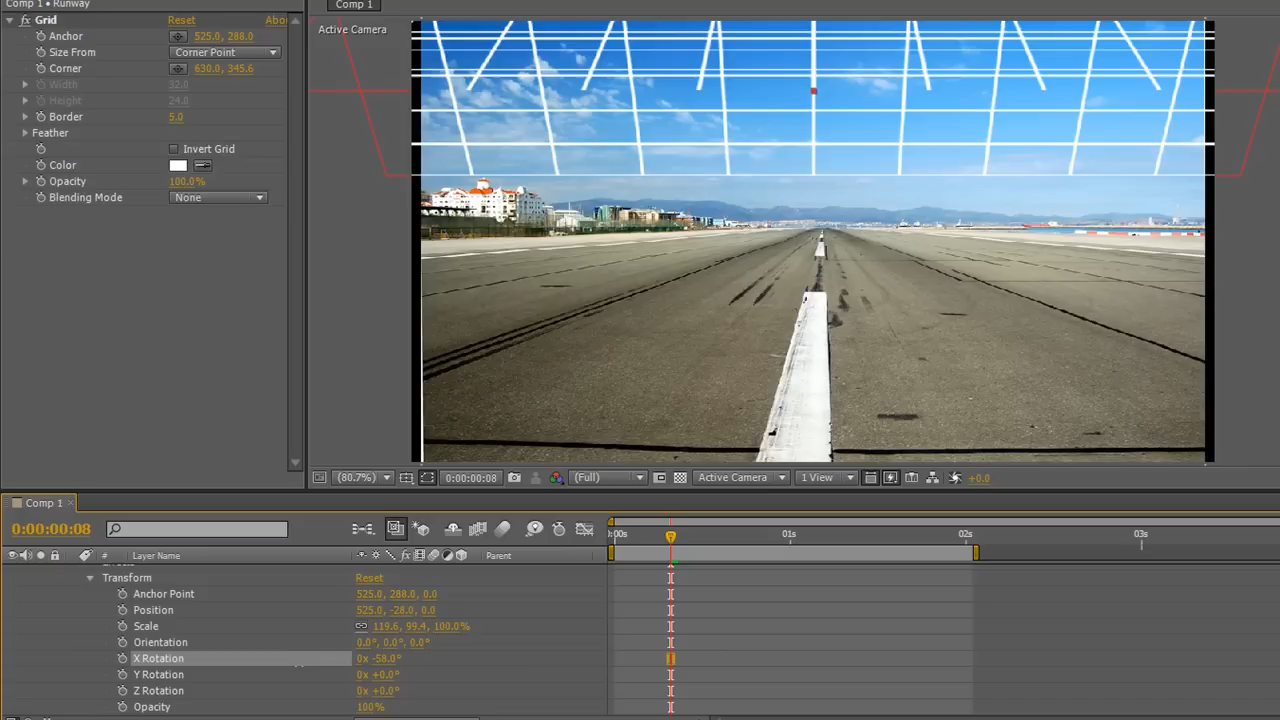 Comp 1 • Runway
Comp 1
fx Grid Reset Abo
Anchor 525.0, 288.0
Size From Corner Point
Corner 630.0, 345.6
Width 32.0
Height 24.0
Border 5.0
Feather
Invert Grid
Color
Opacity 100.0%
Blending Mode None
Active Camera
(80.7%) 0:00:00:08 (Full) Active Camera 1 View +0.0
Comp 1
0:00:00:08
:00s 01s 02s 03s
# Layer Name fx Parent
Transform Reset
Anchor Point 525.0, 288.0, 0.0
Position 525.0, -28.0, 0.0
Scale 119.6, 99.4, 100.0%
Orientation 0.0°, 0.0°, 0.0°
X Rotation 0x -58.0°
Y Rotation 0x +0.0°
Z Rotation 0x +0.0°
Opacity 100%